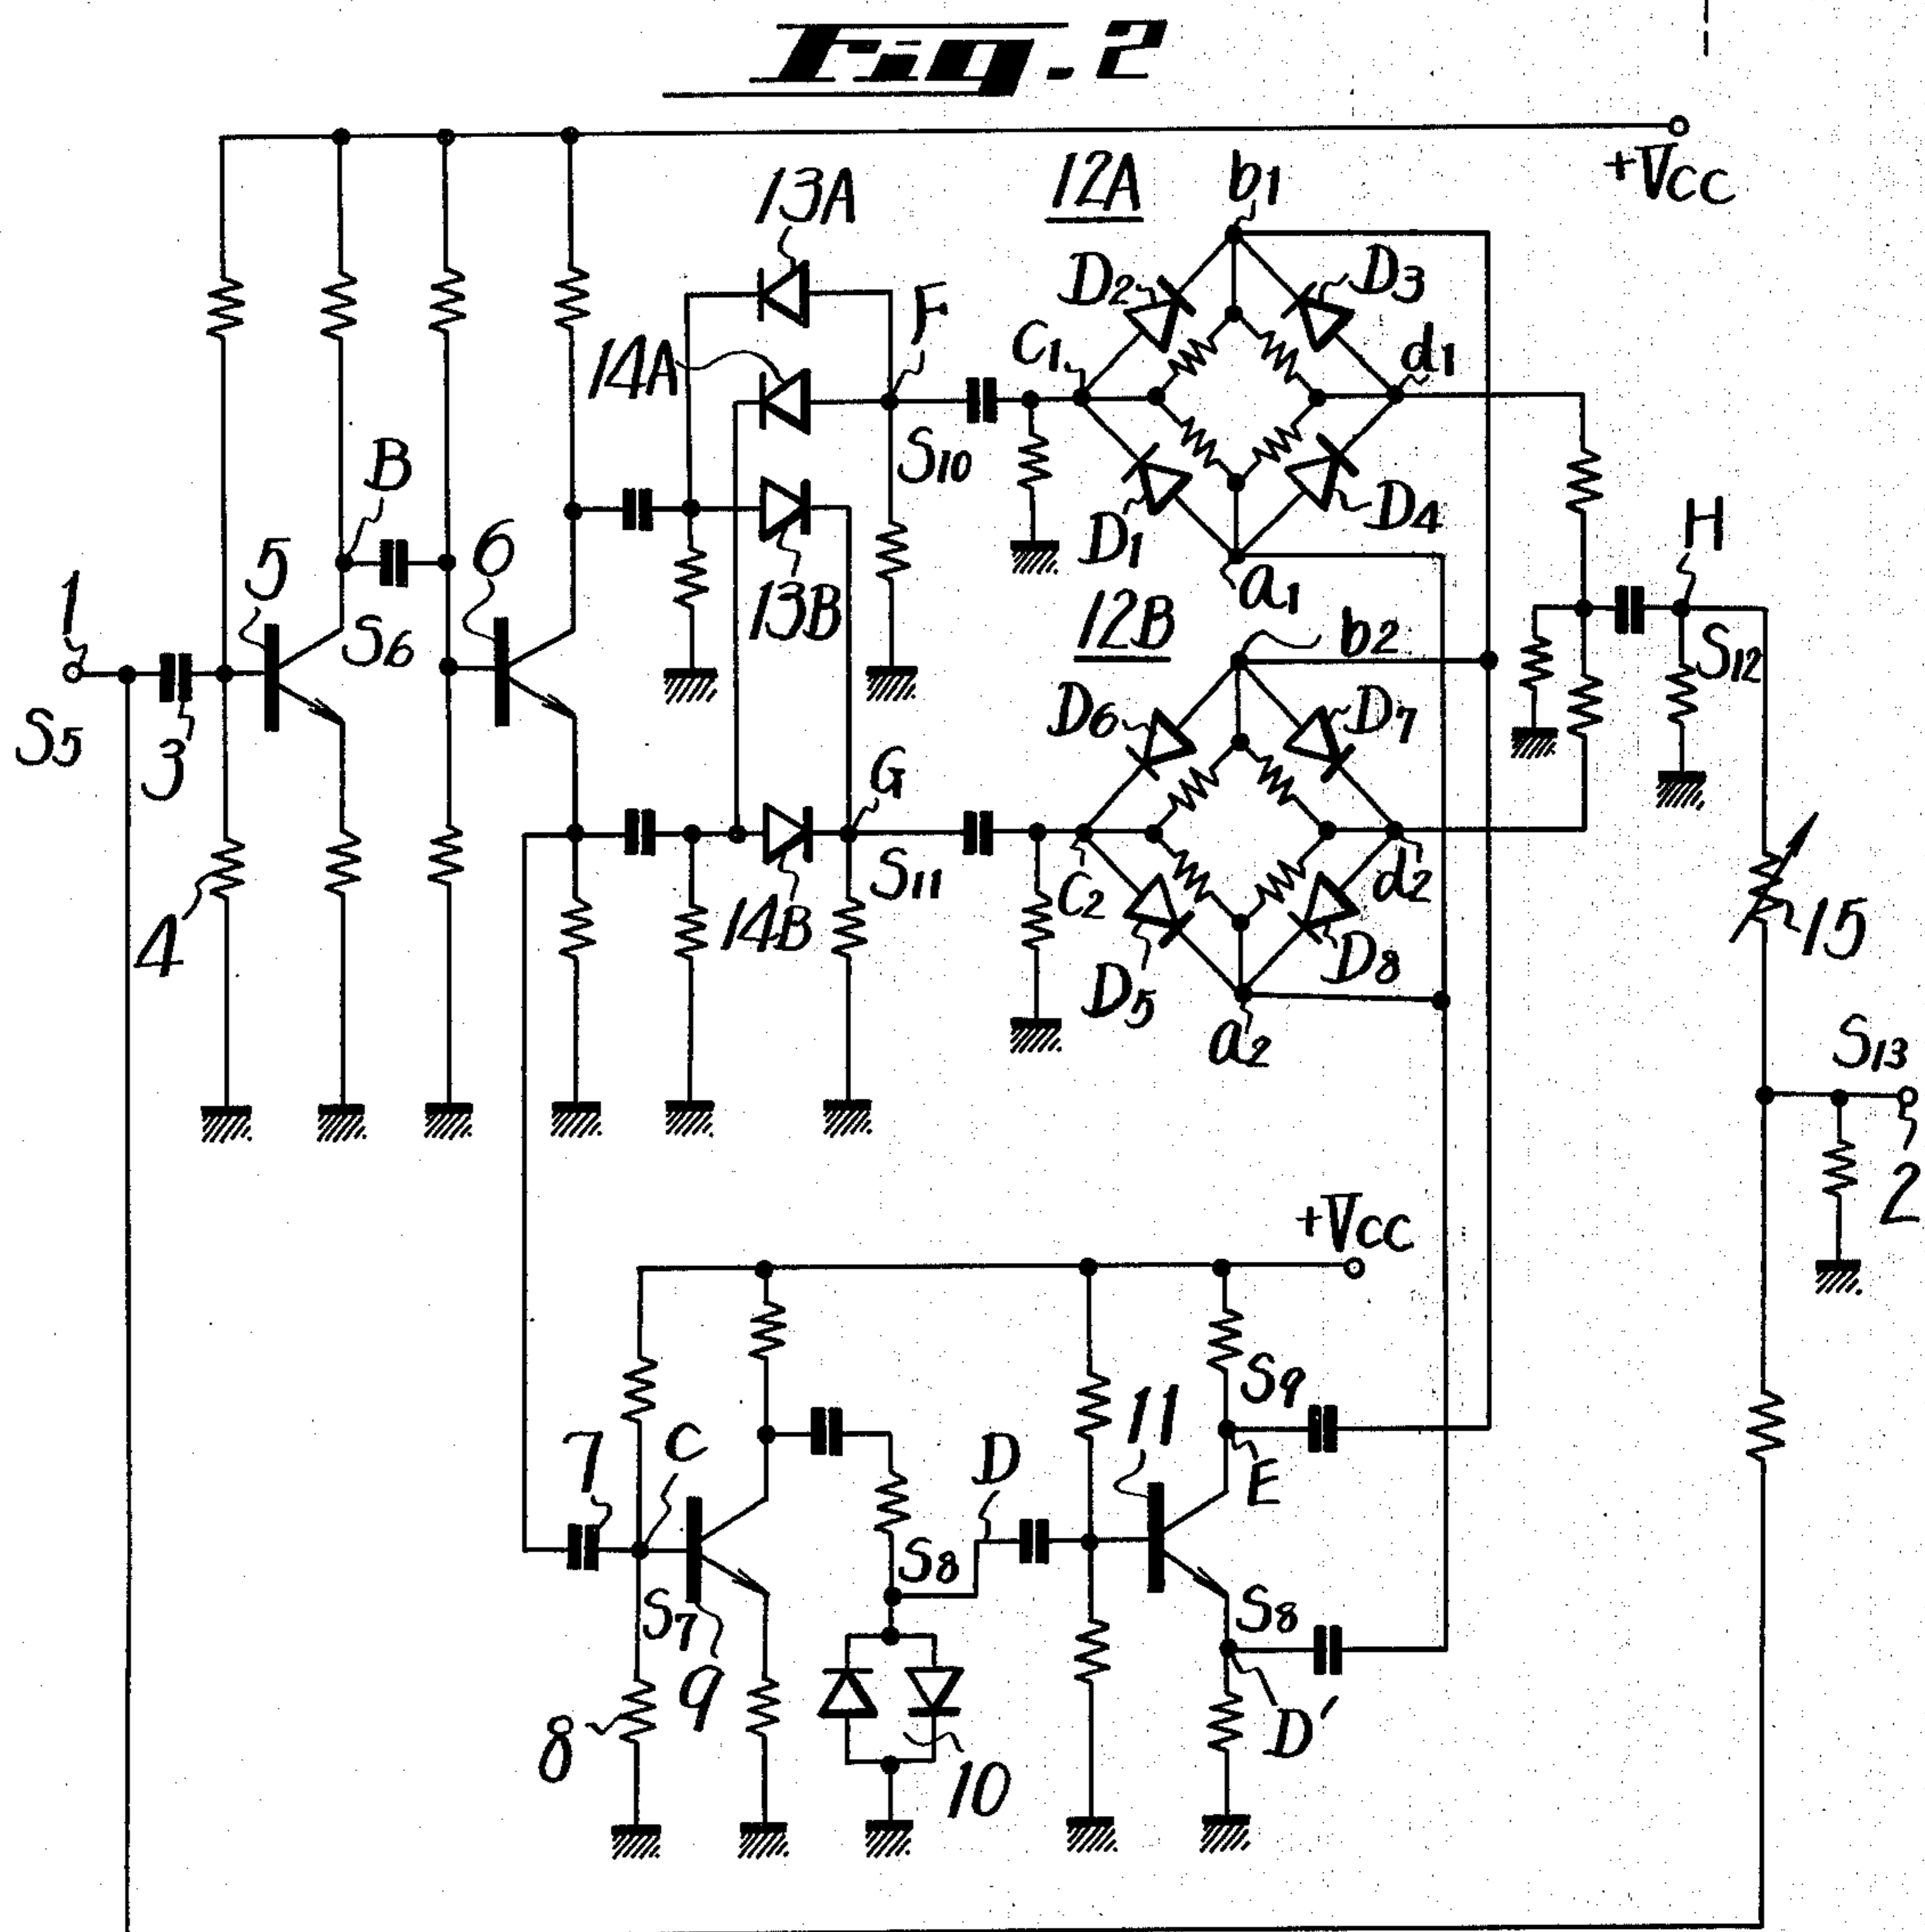 Fig.-2
+Vcc
13A
12A
b1
D2
D3
F
C1
d1
14A
S10
B
D1
D4
H
5
6
a1
1
13B
12B
b2
S6
S12
S5
3
D6
D7
G
4
14B
S11
C2
d2
15
D5
D8
a2
S13
2
+Vcc
S9
11
7
C
D
E
S8
S7
S8
9
8
D'
10